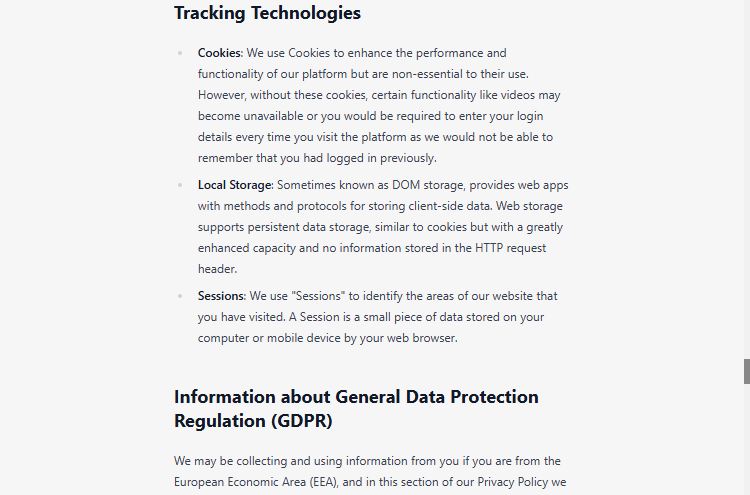 Tracking Technologies
Cookies: We use Cookies to enhance the performance and
functionality of our platform but are non-essential to their use.
However, without these cookies, certain functionality like videos may
become unavailable or you would be required to enter your login
details every time you visit the platform as we would not be able to
remember that you had logged in previously.
Local Storage: Sometimes known as DOM storage, provides web apps
with methods and protocols for storing client-side data. Web storage
supports persistent data storage, similar to cookies but with a greatly
enhanced capacity and no information stored in the HTTP request
header.
Sessions: We use "Sessions" to identify the areas of our website that
you have visited. A Session is a small piece of data stored on your
computer or mobile device by your web browser.
Information about General Data Protection
Regulation (GDPR)
We may be collecting and using information from you if you are from the
European Economic Area (EEA), and in this section of our Privacy Policy we